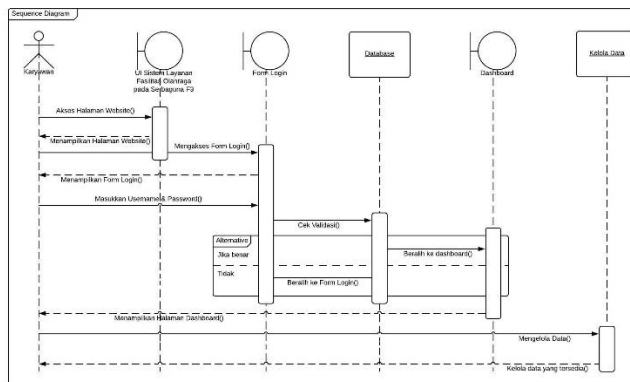 Sequence Diagram
Karyawan
UI Sistem Layanan
Fasilitas Olahraga
pada Serbaguna F3
Form Login
Database
Dashboard
Kelola Data
Akses Halaman Website()
Menampilkan Halaman Website()
Mengakses Form Login()
Menampilkan Form Login()
Masukkan Username & Password()
Cek Validasi()
Alternative
Jika benar
Beralih ke dashboard()
Tidak
Beralih ke Form Login()
Menampilkan Halaman Dashboard()
Mengelola Data()
Kelola data yang tersedia()